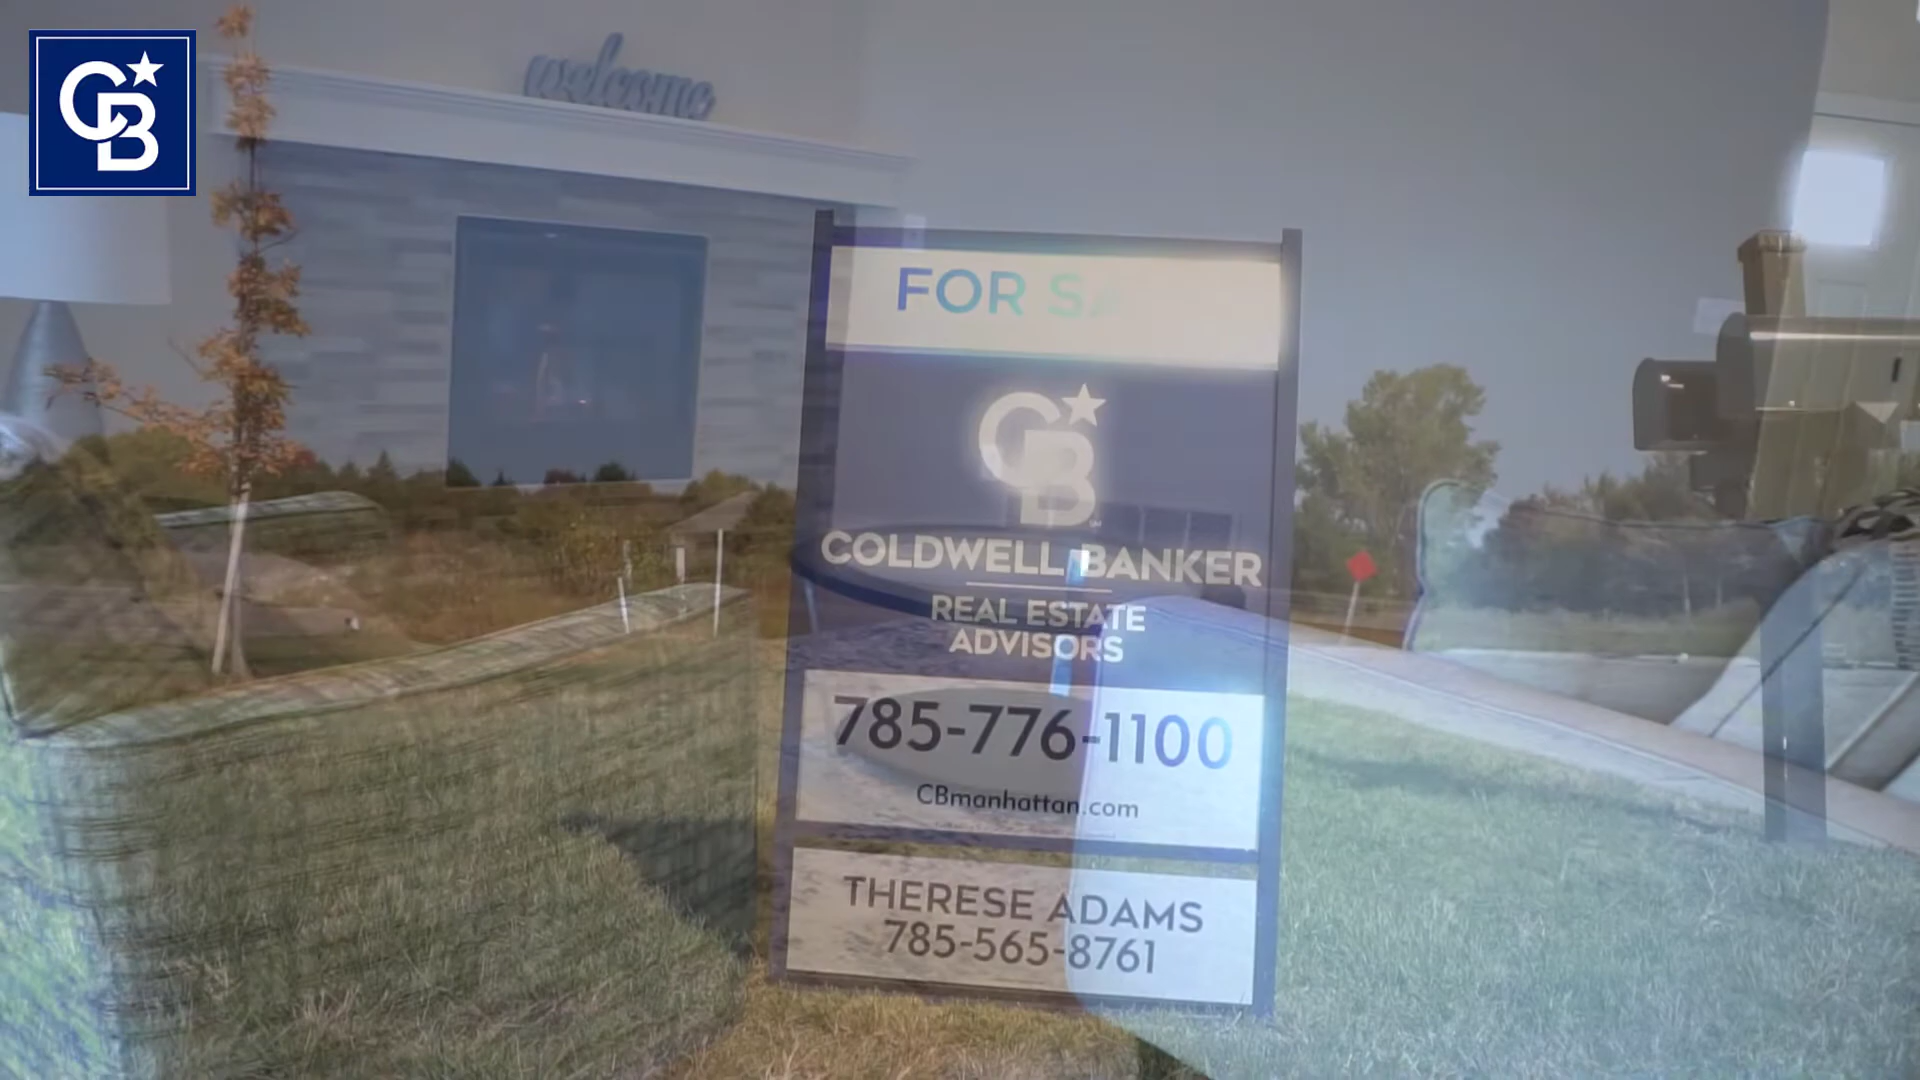 CB
welcome
FOR SA
CB
COLDWELL BANKER
REAL ESTATE
ADVISORS
785-776-1100
CBmanhattan.com
THERESE ADAMS
785-565-8761